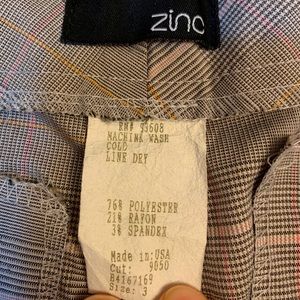 zinc
RN# 93608
MACHINE WASH
COLD
LINE DRY
76% POLYESTER
21% RAYON
3% SPANDEX
Made in: USA
Cut: 9050
84167169
Size: 3